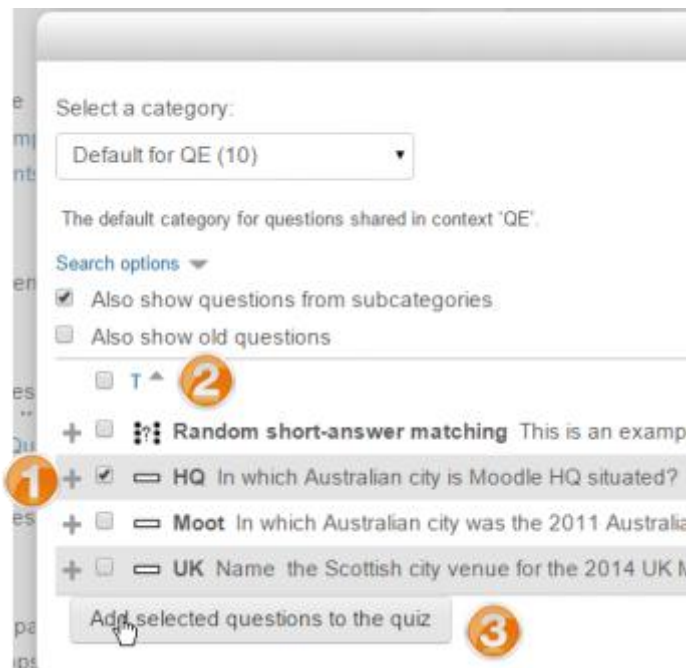 Select a category:
Default for QE (10)
The default category for questions shared in context 'QE'.
Search options
Also show questions from subcategories
Also show old questions
T
2
Random short-answer matching This is an examp
1
HQ In which Australian city is Moodle HQ situated?
Moot In which Australian city was the 2011 Australia
UK Name the Scottish city venue for the 2014 UK M
Add selected questions to the quiz
3